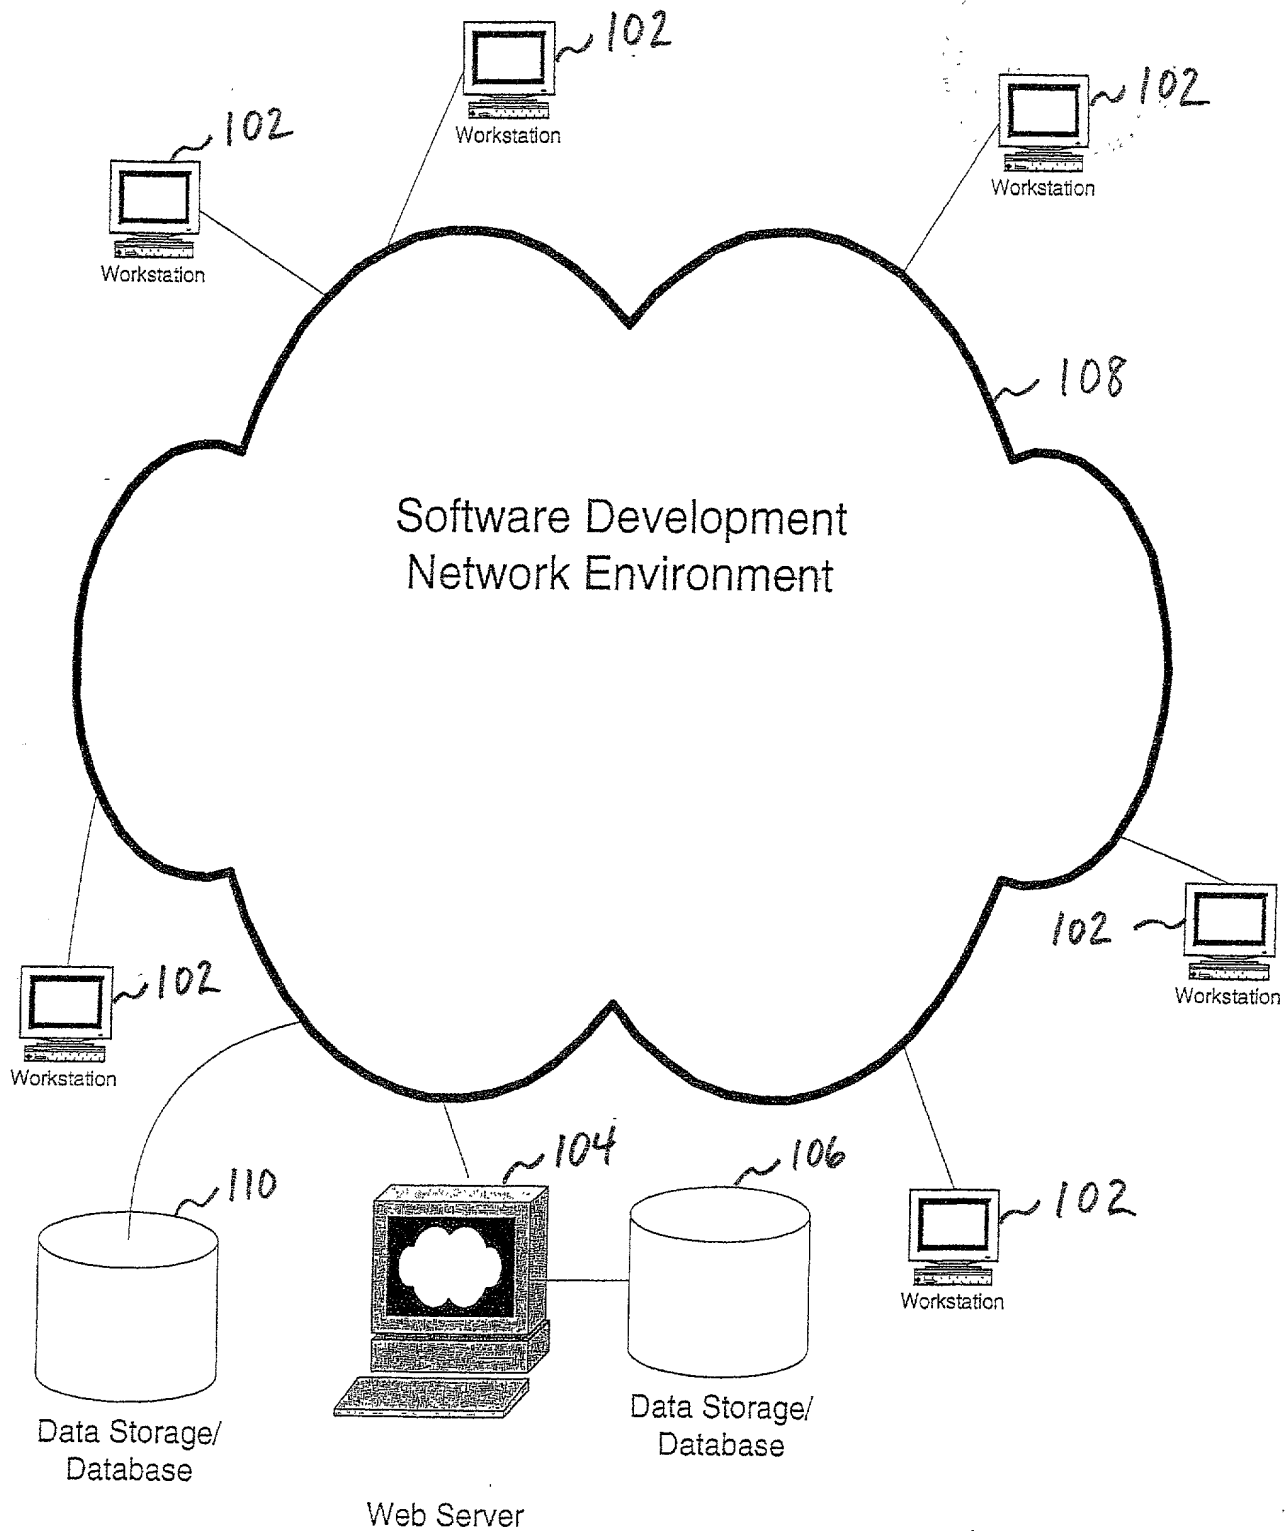 102
Workstation
102
Workstation
102
Workstation
108
Software Development
Network Environment
102
Workstation
102
Workstation
110
Data Storage/
Database
104
Web Server
106
Data Storage/
Database
102
Workstation